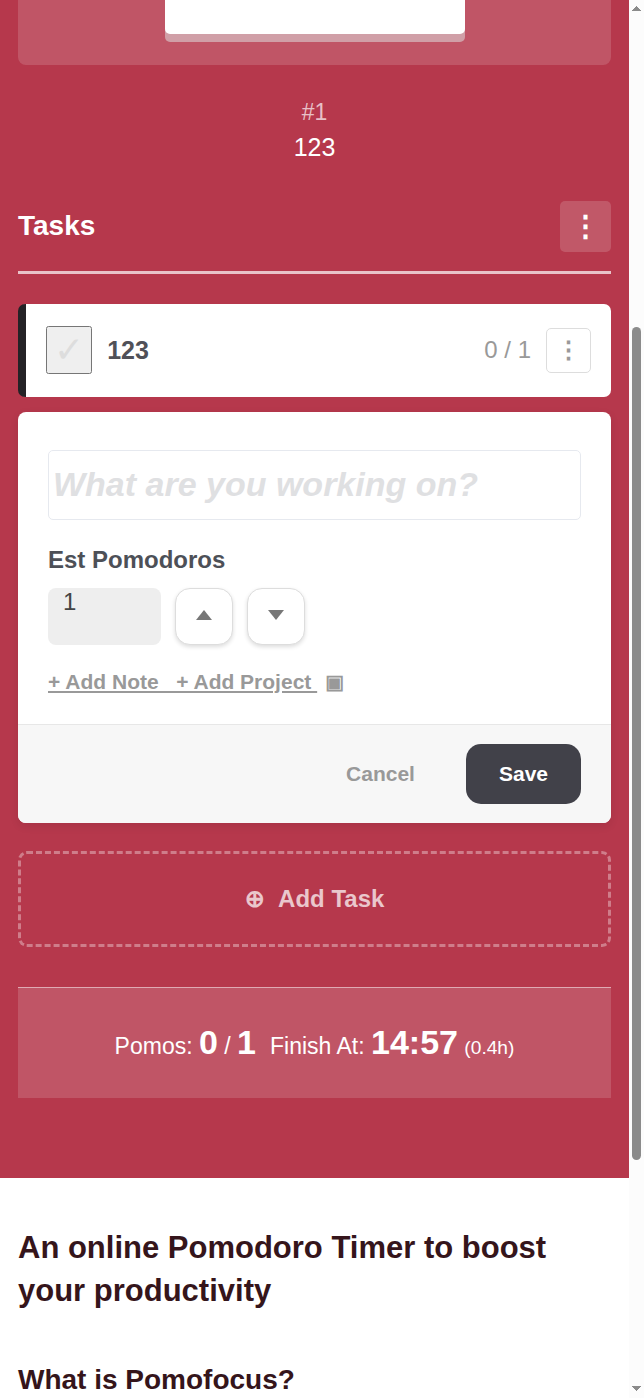 #1
123
Tasks
123 0 / 1
What are you working on?
Est Pomodoros
1
+ Add Note + Add Project
Cancel Save
Add Task
Pomos: 0 / 1 Finish At: 14:57 (0.4h)
An online Pomodoro Timer to boost
your productivity
What is Pomofocus?